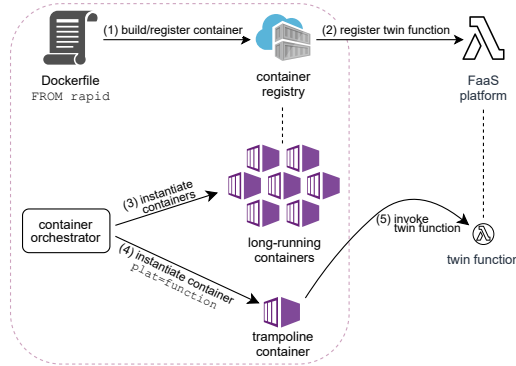 (1) build/register container
(2) register twin function
Dockerfile
FROM rapid
container
registry
FaaS
platform
(3) instantiate
containers
container
orchestrator
long-running
containers
(4) instantiate container
plat=function
(5) invoke
twin function
twin function
trampoline
container